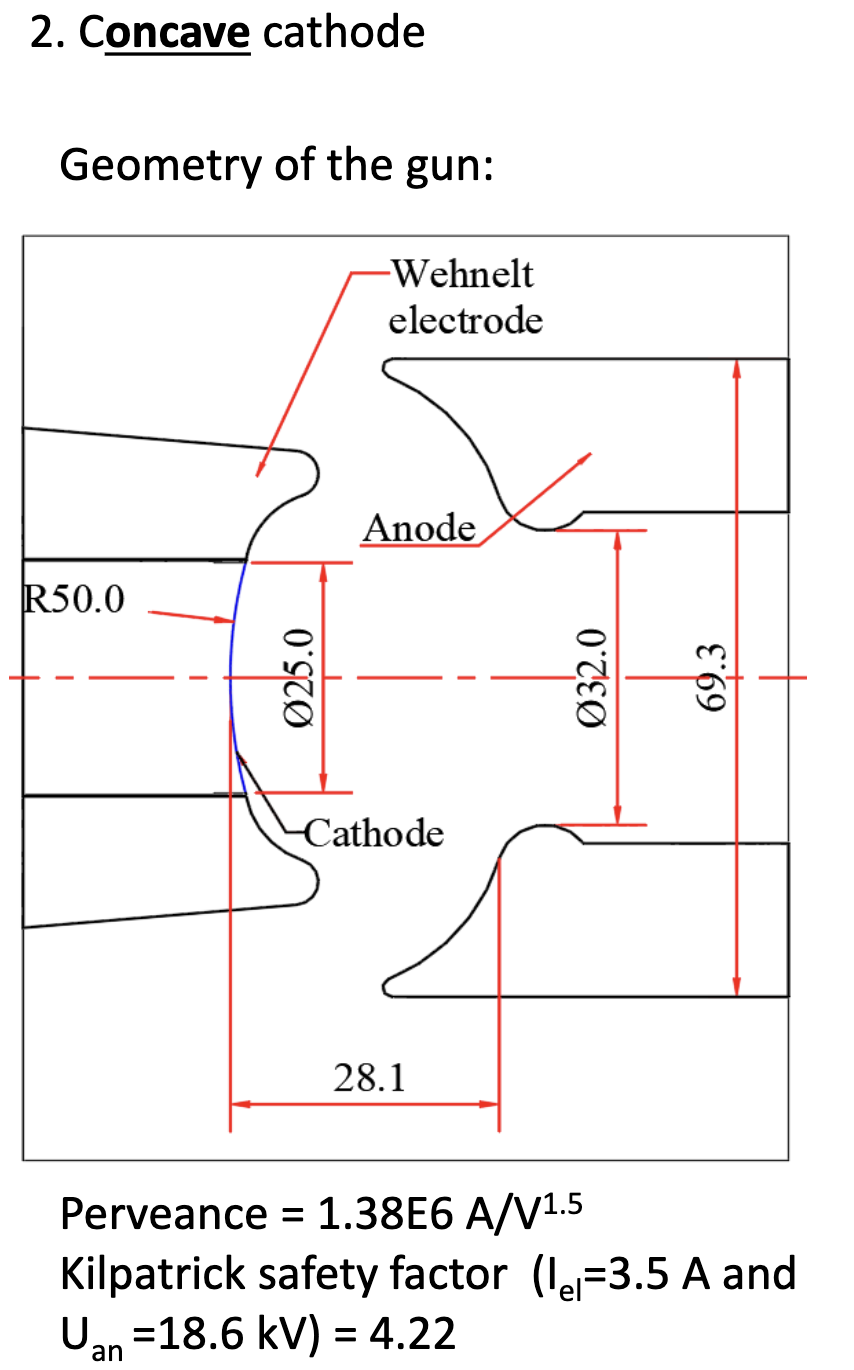 2. Concave cathode
Geometry of the gun:
Wehnelt
electrode
Anode
R50.0
Ø25.0
Ø32.0
69.3
Cathode
28.1
Perveance = 1.38E6 A/V1.5
Kilpatrick safety factor (Iel=3.5 A and
Uan =18.6 kV) = 4.22